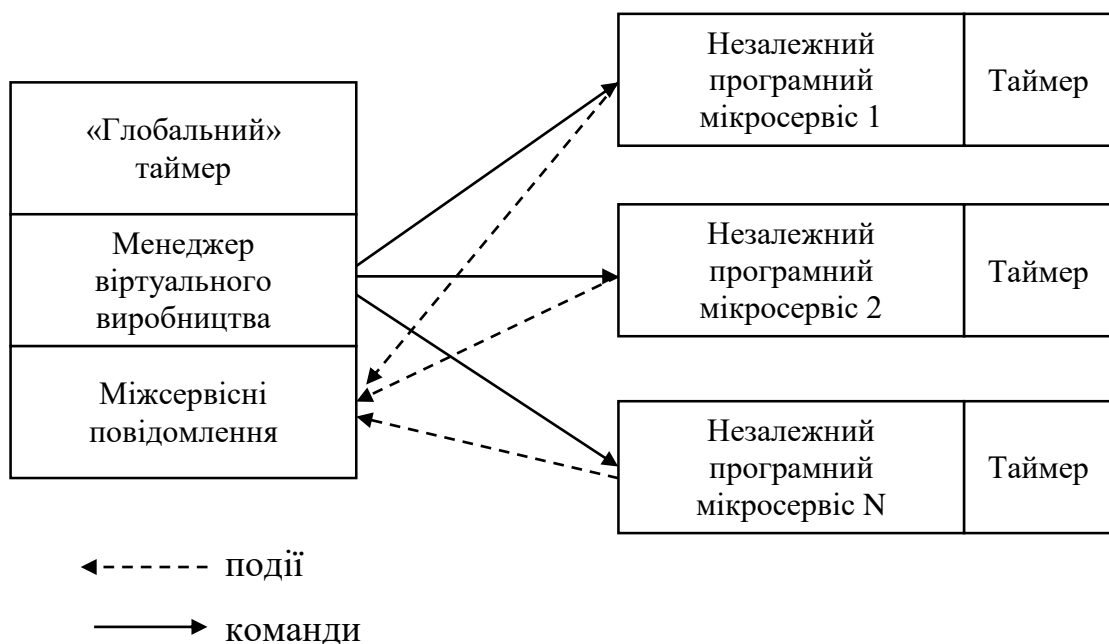 «Глобальний»
таймер
Менеджер
віртуального
виробництва
Міжсервісні
повідомлення
Незалежний
програмний
мікросервіс 1
Таймер
Незалежний
програмний
мікросервіс 2
Таймер
Незалежний
програмний
мікросервіс N
Таймер
події
команди